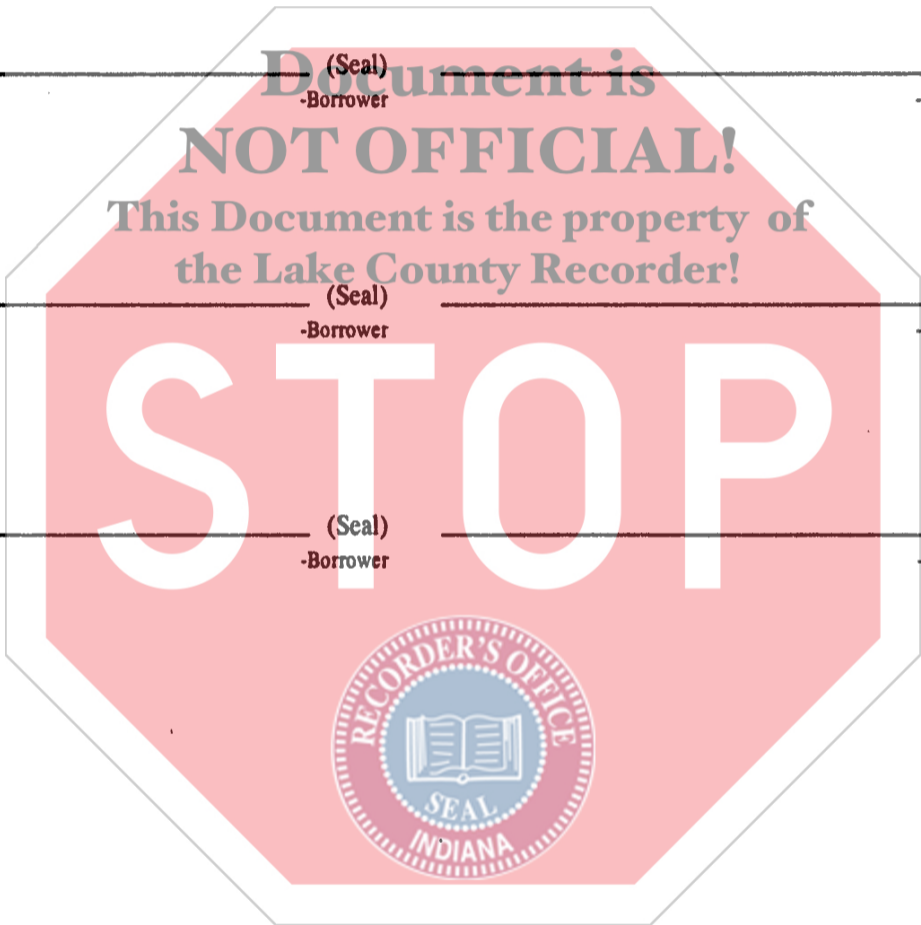 (Seal)
Document is
-Borrower
NOT OFFICIAL!
This Document is the property of
the Lake County Recorder!
(Seal)
-Borrower
STOP
(Seal)
-Borrower
RECORDER'S OFFICE
SEAL
INDIANA